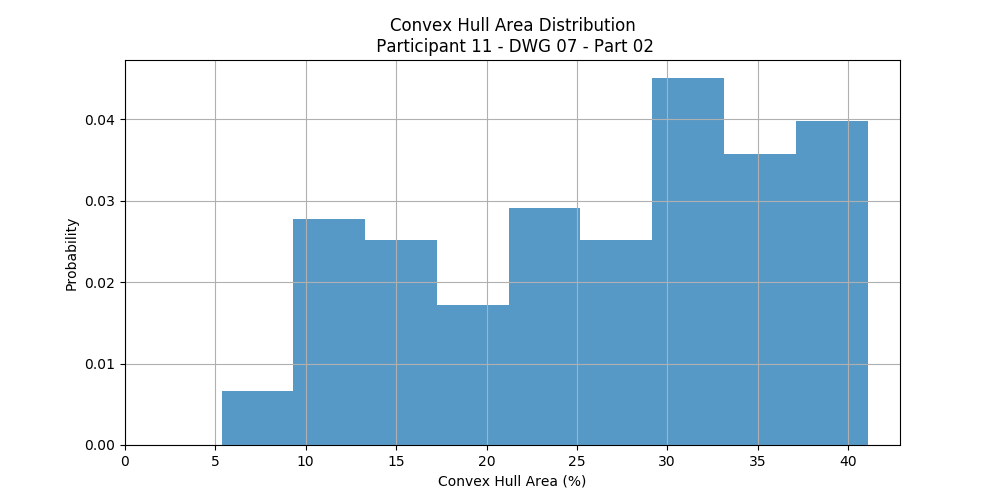 Convex Hull Area Distribution
Participant 11 - DWG 07 - Part 02
Probability
0.04
0.03
0.02
0.01
0.00
0 5 10 15 20 25 30 35 40
Convex Hull Area (%)